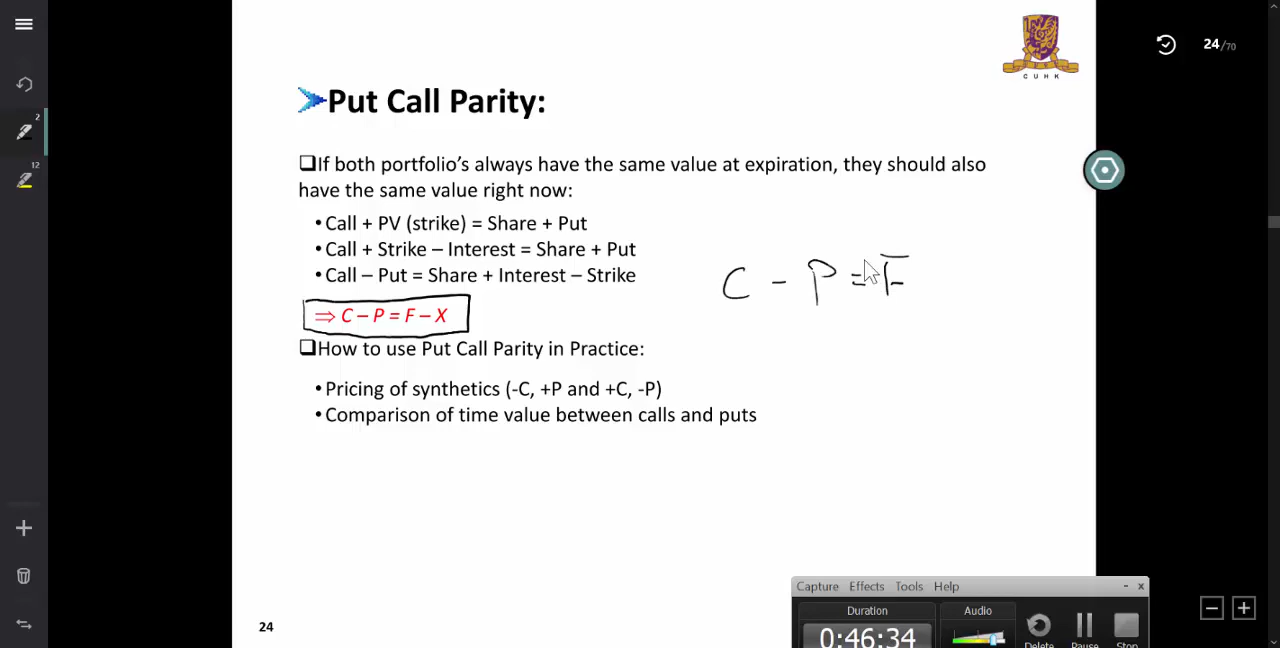 24/70
2
12
CUHK
Put Call Parity:
If both portfolio's always have the same value at expiration, they should also
have the same value right now:
• Call + PV (strike) = Share + Put
• Call + Strike – Interest = Share + Put
• Call – Put = Share + Interest – Strike
⇒ C – P = F – X
C - P = F
How to use Put Call Parity in Practice:
• Pricing of synthetics (-C, +P and +C, -P)
• Comparison of time value between calls and puts
24
Capture Effects Tools Help - x
Duration Audio
0:46:34
Delete Pause Stop